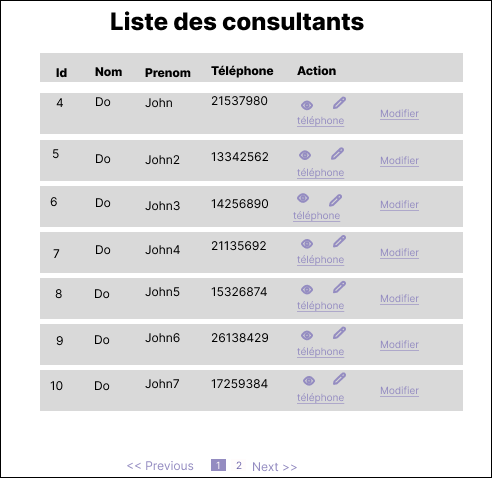 Liste des consultants
Id Nom Prenom Téléphone Action
4 Do John 21537980 téléphone Modifier
5 Do John2 13342562 téléphone Modifier
6 Do John3 14256890 téléphone Modifier
7 Do John4 21135692 téléphone Modifier
8 Do John5 15326874 téléphone Modifier
9 Do John6 26138429 téléphone Modifier
10 Do John7 17259384 téléphone Modifier
<< Previous 1 2 Next >>